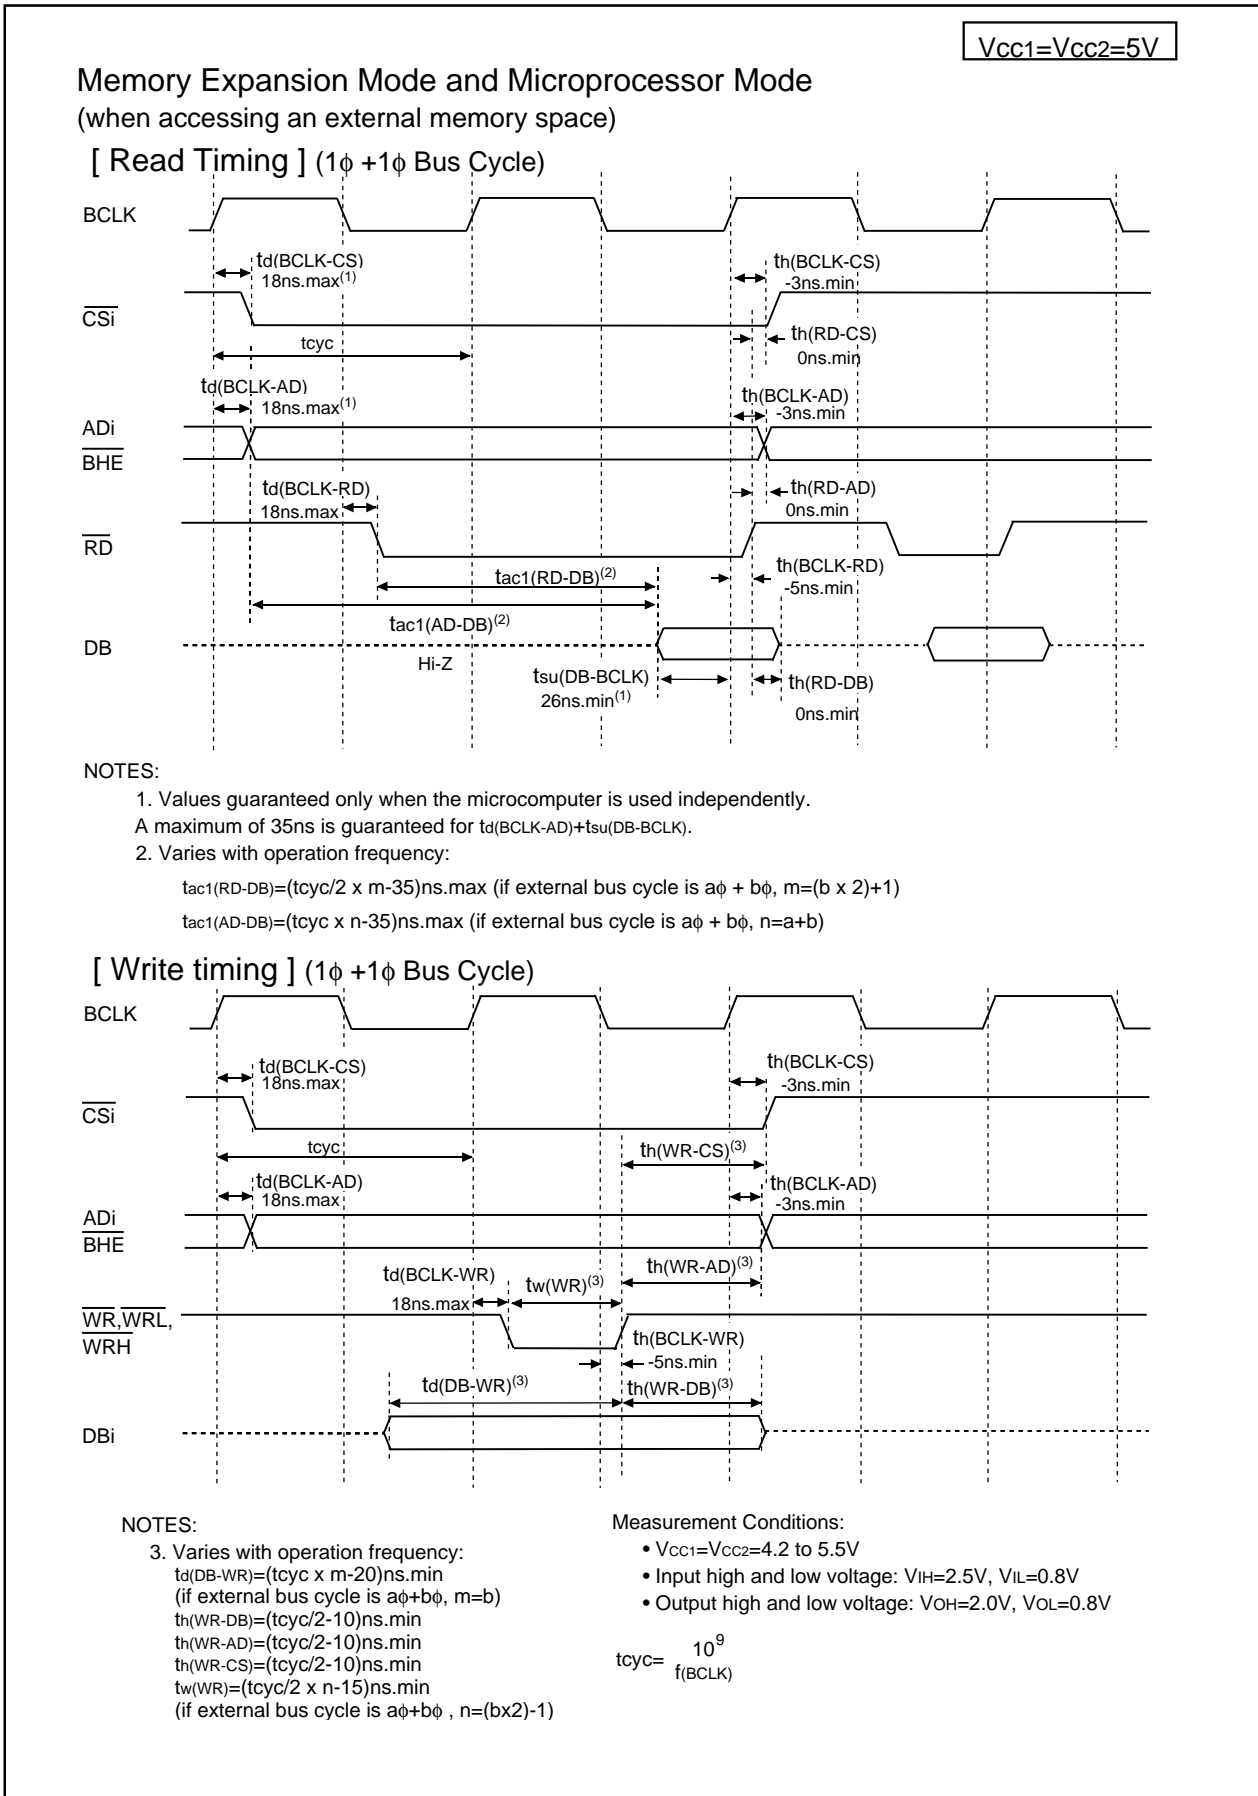 Vcc1=Vcc2=5V
Memory Expansion Mode and Microprocessor Mode
(when accessing an external memory space)
[ Read Timing ] (1ϕ +1ϕ Bus Cycle)
BCLK
td(BCLK-CS)
18ns.max(1)
th(BCLK-CS)
-3ns.min
CSi
th(RD-CS)
0ns.min
tcyc
td(BCLK-AD)
18ns.max(1)
th(BCLK-AD)
-3ns.min
ADi
BHE
td(BCLK-RD)
18ns.max
th(RD-AD)
0ns.min
RD
tac1(RD-DB)(2)
th(BCLK-RD)
-5ns.min
tac1(AD-DB)(2)
DB
Hi-Z
tsu(DB-BCLK)
26ns.min(1)
th(RD-DB)
0ns.min
NOTES:
1. Values guaranteed only when the microcomputer is used independently.
A maximum of 35ns is guaranteed for td(BCLK-AD)+tsu(DB-BCLK).
2. Varies with operation frequency:
tac1(RD-DB)=(tcyc/2 x m-35)ns.max (if external bus cycle is aϕ + bϕ, m=(b x 2)+1)
tac1(AD-DB)=(tcyc x n-35)ns.max (if external bus cycle is aϕ + bϕ, n=a+b)
[ Write timing ] (1ϕ +1ϕ Bus Cycle)
BCLK
td(BCLK-CS)
18ns.max
th(BCLK-CS)
-3ns.min
CSi
tcyc
th(WR-CS)(3)
td(BCLK-AD)
18ns.max
th(BCLK-AD)
-3ns.min
ADi
BHE
td(BCLK-WR)
18ns.max
tw(WR)(3)
th(WR-AD)(3)
WR,WRL,
WRH
th(BCLK-WR)
-5ns.min
td(DB-WR)(3)
th(WR-DB)(3)
DBi
NOTES:
3. Varies with operation frequency:
td(DB-WR)=(tcyc x m-20)ns.min
(if external bus cycle is aϕ+bϕ, m=b)
th(WR-DB)=(tcyc/2-10)ns.min
th(WR-AD)=(tcyc/2-10)ns.min
th(WR-CS)=(tcyc/2-10)ns.min
tw(WR)=(tcyc/2 x n-15)ns.min
(if external bus cycle is aϕ+bϕ , n=(bx2)-1)
Measurement Conditions:
• VCC1=VCC2=4.2 to 5.5V
• Input high and low voltage: VIH=2.5V, VIL=0.8V
• Output high and low voltage: VOH=2.0V, VOL=0.8V
tcyc= 10^9
f(BCLK)